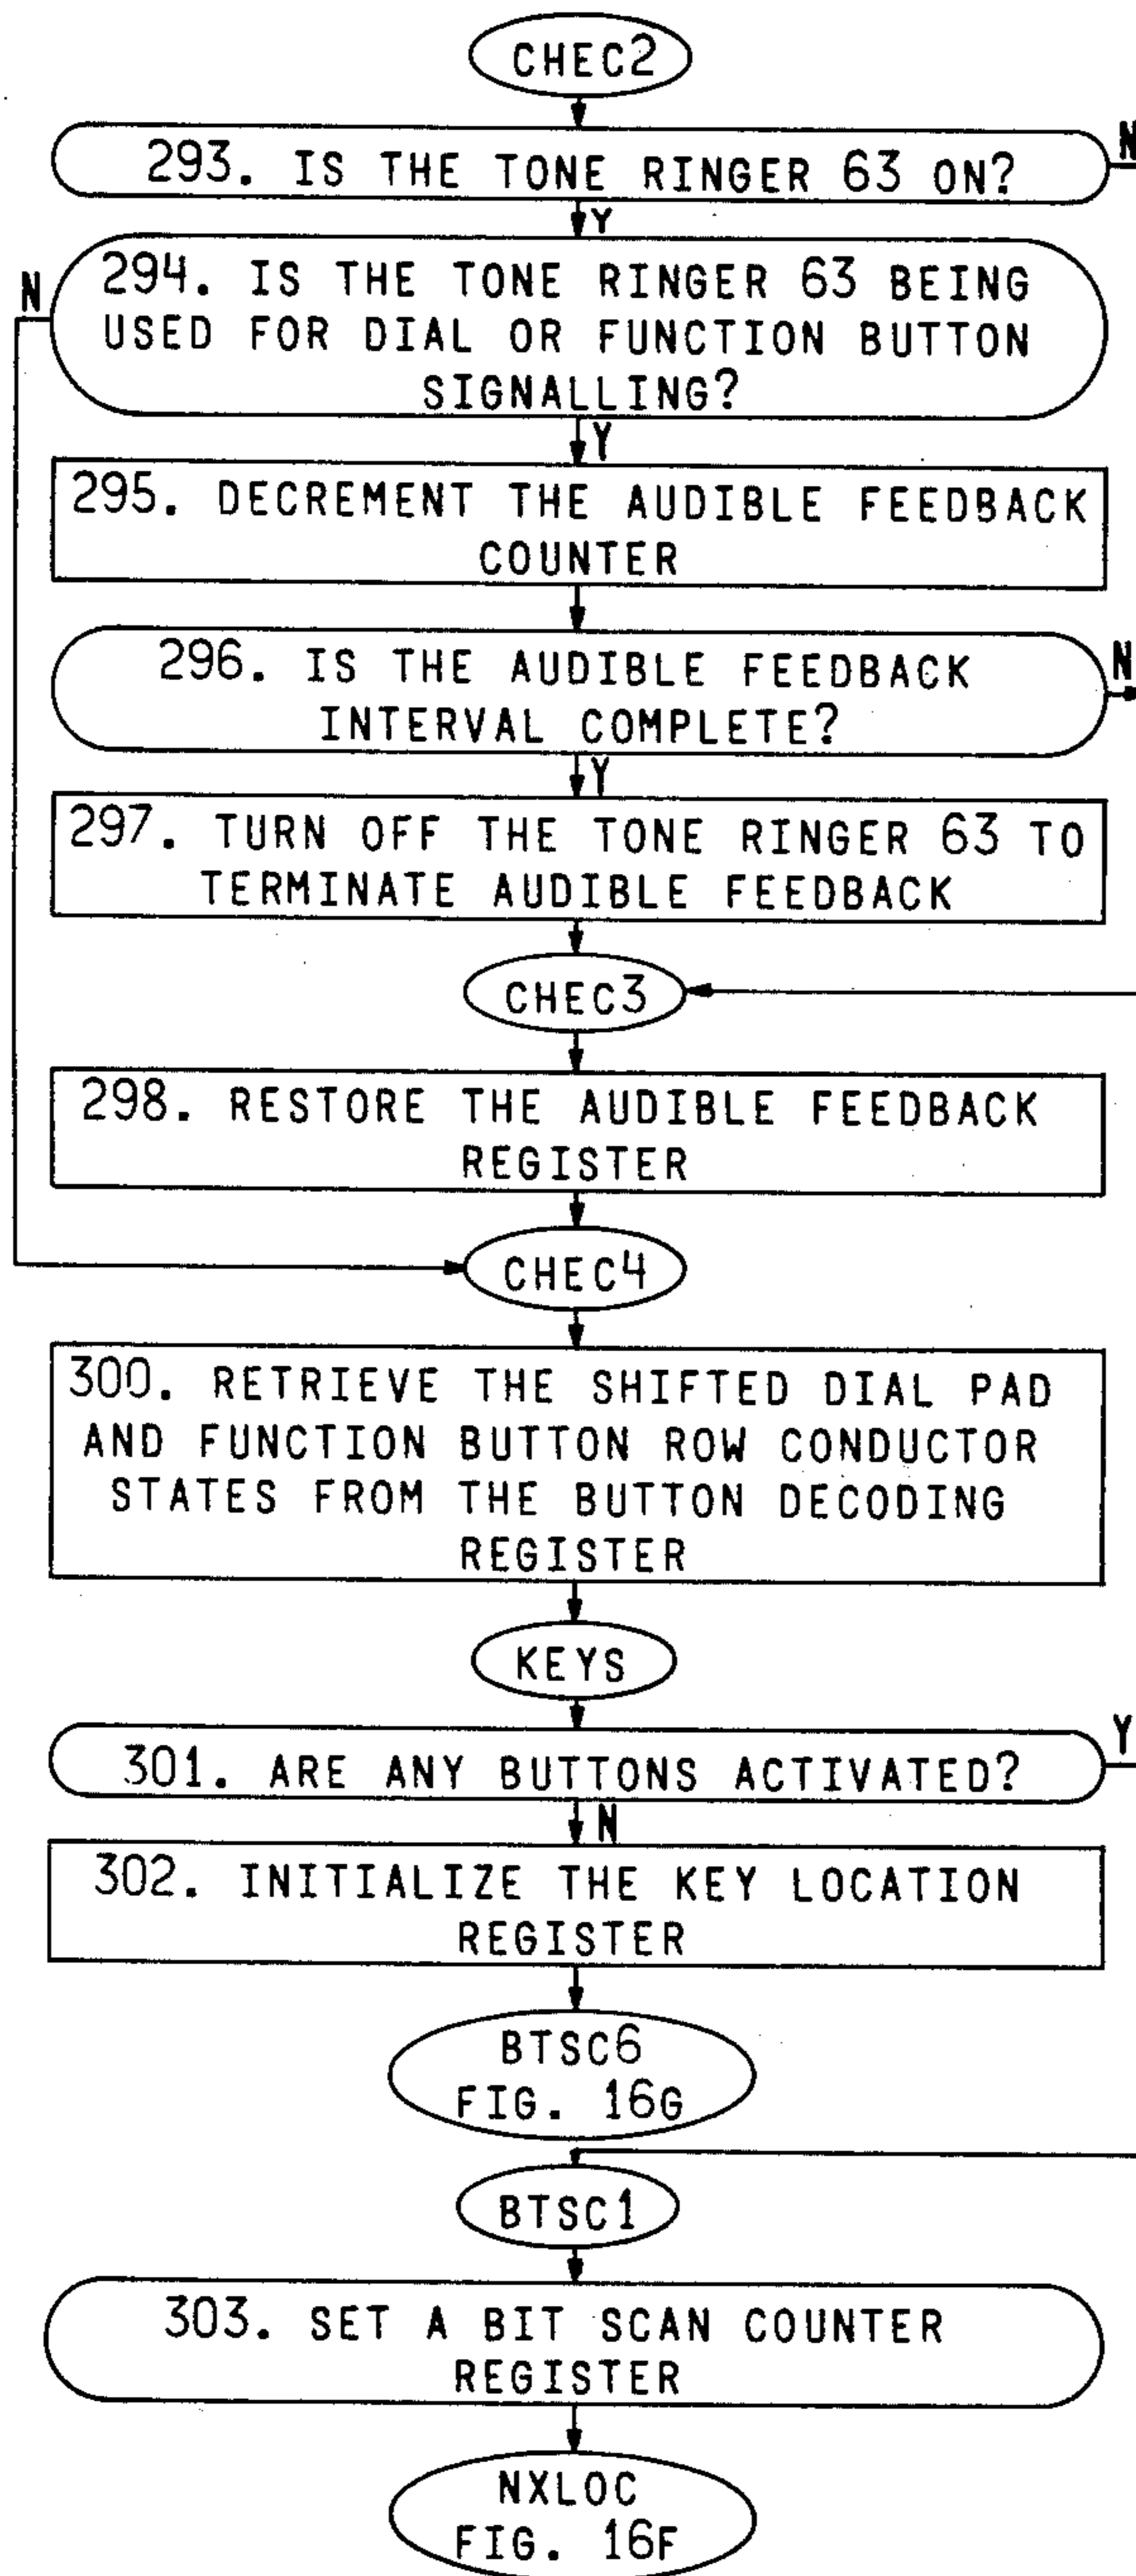 CHEC2
293. IS THE TONE RINGER 63 ON?
N
Y
294. IS THE TONE RINGER 63 BEING
USED FOR DIAL OR FUNCTION BUTTON
SIGNALLING?
N
Y
295. DECREMENT THE AUDIBLE FEEDBACK
COUNTER
296. IS THE AUDIBLE FEEDBACK
INTERVAL COMPLETE?
N
Y
297. TURN OFF THE TONE RINGER 63 TO
TERMINATE AUDIBLE FEEDBACK
CHEC3
298. RESTORE THE AUDIBLE FEEDBACK
REGISTER
CHEC4
300. RETRIEVE THE SHIFTED DIAL PAD
AND FUNCTION BUTTON ROW CONDUCTOR
STATES FROM THE BUTTON DECODING
REGISTER
KEYS
301. ARE ANY BUTTONS ACTIVATED?
Y
N
302. INITIALIZE THE KEY LOCATION
REGISTER
BTSC6
FIG. 16G
BTSC1
303. SET A BIT SCAN COUNTER
REGISTER
NXLOC
FIG. 16F